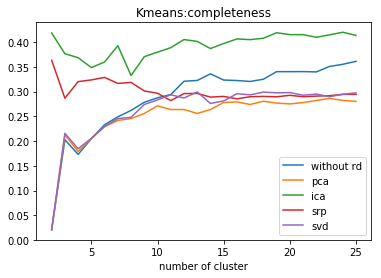 Kmeans:completeness
0.40
0.35
0.30
0.25
0.20
0.15
0.10
0.05
0.00
without rd
pca
ica
srp
svd
5 10 15 20 25
number of cluster